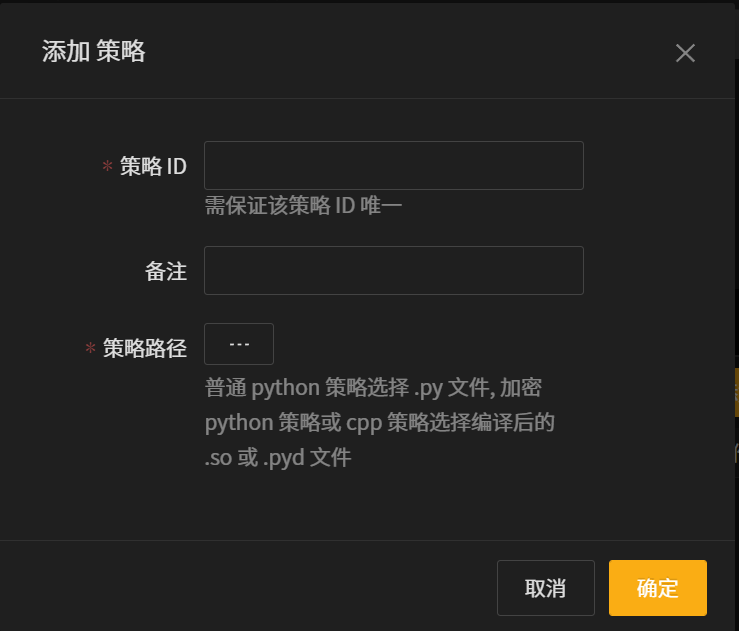 添加 策略
* 策略 ID
需保证该策略 ID 唯一
备注
* 策略路径
---
普通 python 策略选择 .py 文件, 加密
python 策略或 cpp 策略选择编译后的
.so 或 .pyd 文件
取消
确定